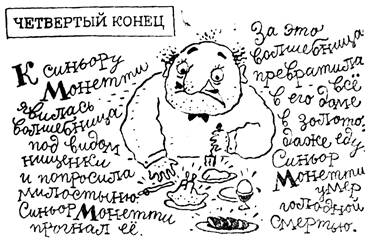 ЧЕТВЕРТЫЙ КОНЕЦ
К синьору
Монетти
явилась
волшебница
под видом
нищенки
и попросила
милостыню.
Синьор Монетти
прогнал её.
За это
волшебница
превратила
всё
в его доме
в золото,
даже еду.
Синьор
Монетти
умер
голодной
смертью.